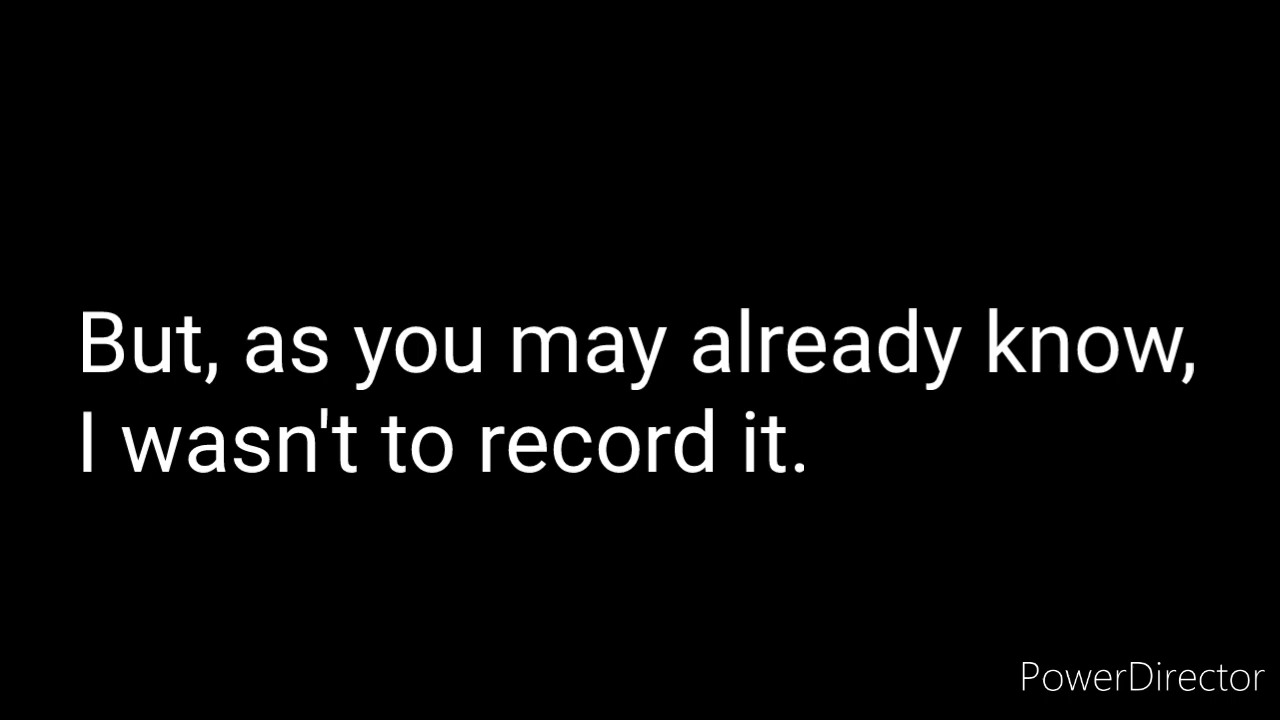 But, as you may already know,
I wasn't to record it.
PowerDirector